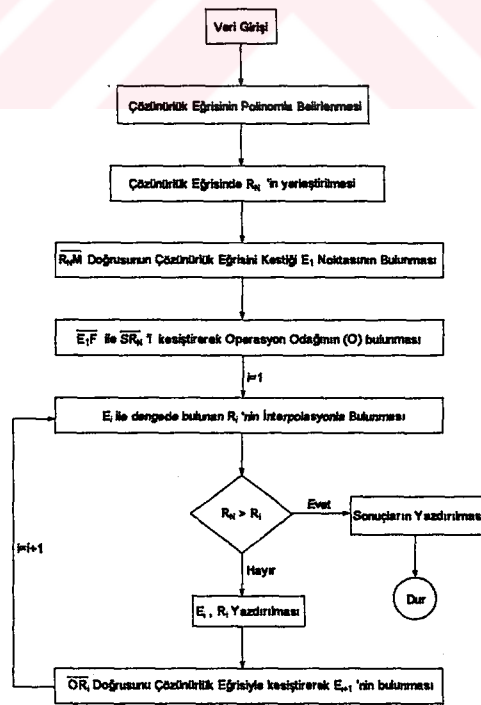 Veri Girişi
Çözünürlük Eğrisinin Polinomla Belirlenmesi
Çözünürlük Eğrisinde R_N 'in yerleştirilmesi
R_NM Doğrusunun Çözünürlük Eğrisini Kestiği E_1 Noktasının Bulunması
E_1F ile SR_N 'i kesiştirerek Operasyon Odağının (O) bulunması
i=1
E_i ile dengede bulunan R_i 'nin İnterpolasyonla Bulunması
R_N > R_i
Evet
Sonuçların Yazdırılması
i=i+1
Hayır
Dur
E_i , R_i Yazdırılması
OR_i Doğrusunu Çözünürlük Eğrisiyle kesiştirerek E_i+1 'nin bulunması